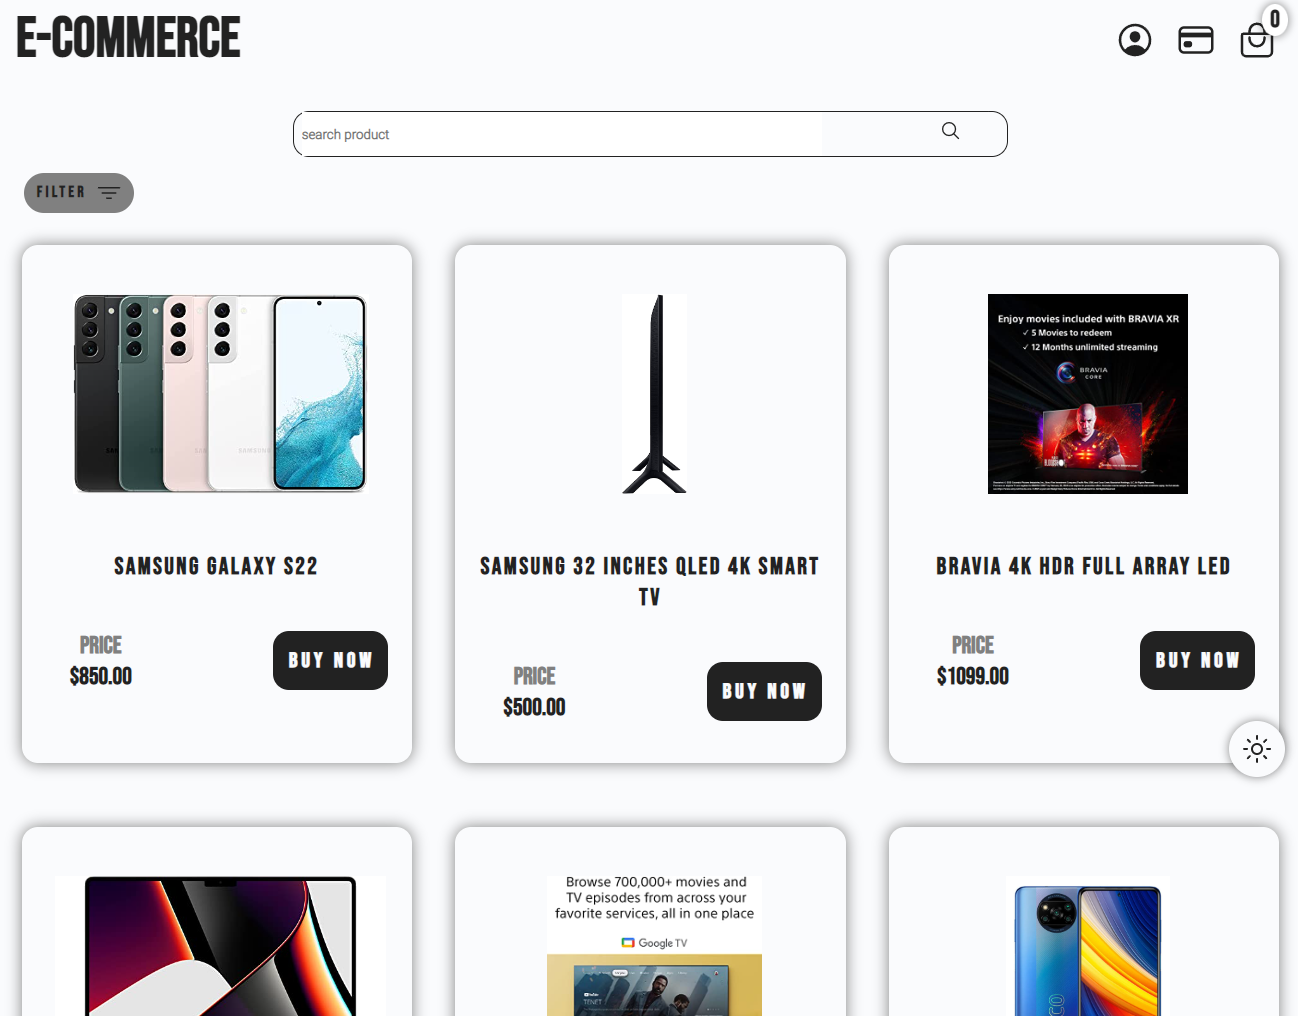 E-COMMERCE
0
search product
FILTER
Enjoy movies included with BRAVIA XR
✓ 5 Movies to redeem
✓ 12 Months unlimited streaming
BRAVIA
CORE
SAMSUNG
SAMSUNG GALAXY S22
SAMSUNG 32 INCHES QLED 4K SMART
TV
BRAVIA 4K HDR FULL ARRAY LED
PRICE
$850.00
BUY NOW
PRICE
$500.00
BUY NOW
PRICE
$1099.00
BUY NOW
Browse 700,000+ movies and
TV episodes from across your
favorite services, all in one place
Google TV
YouTube
TENET